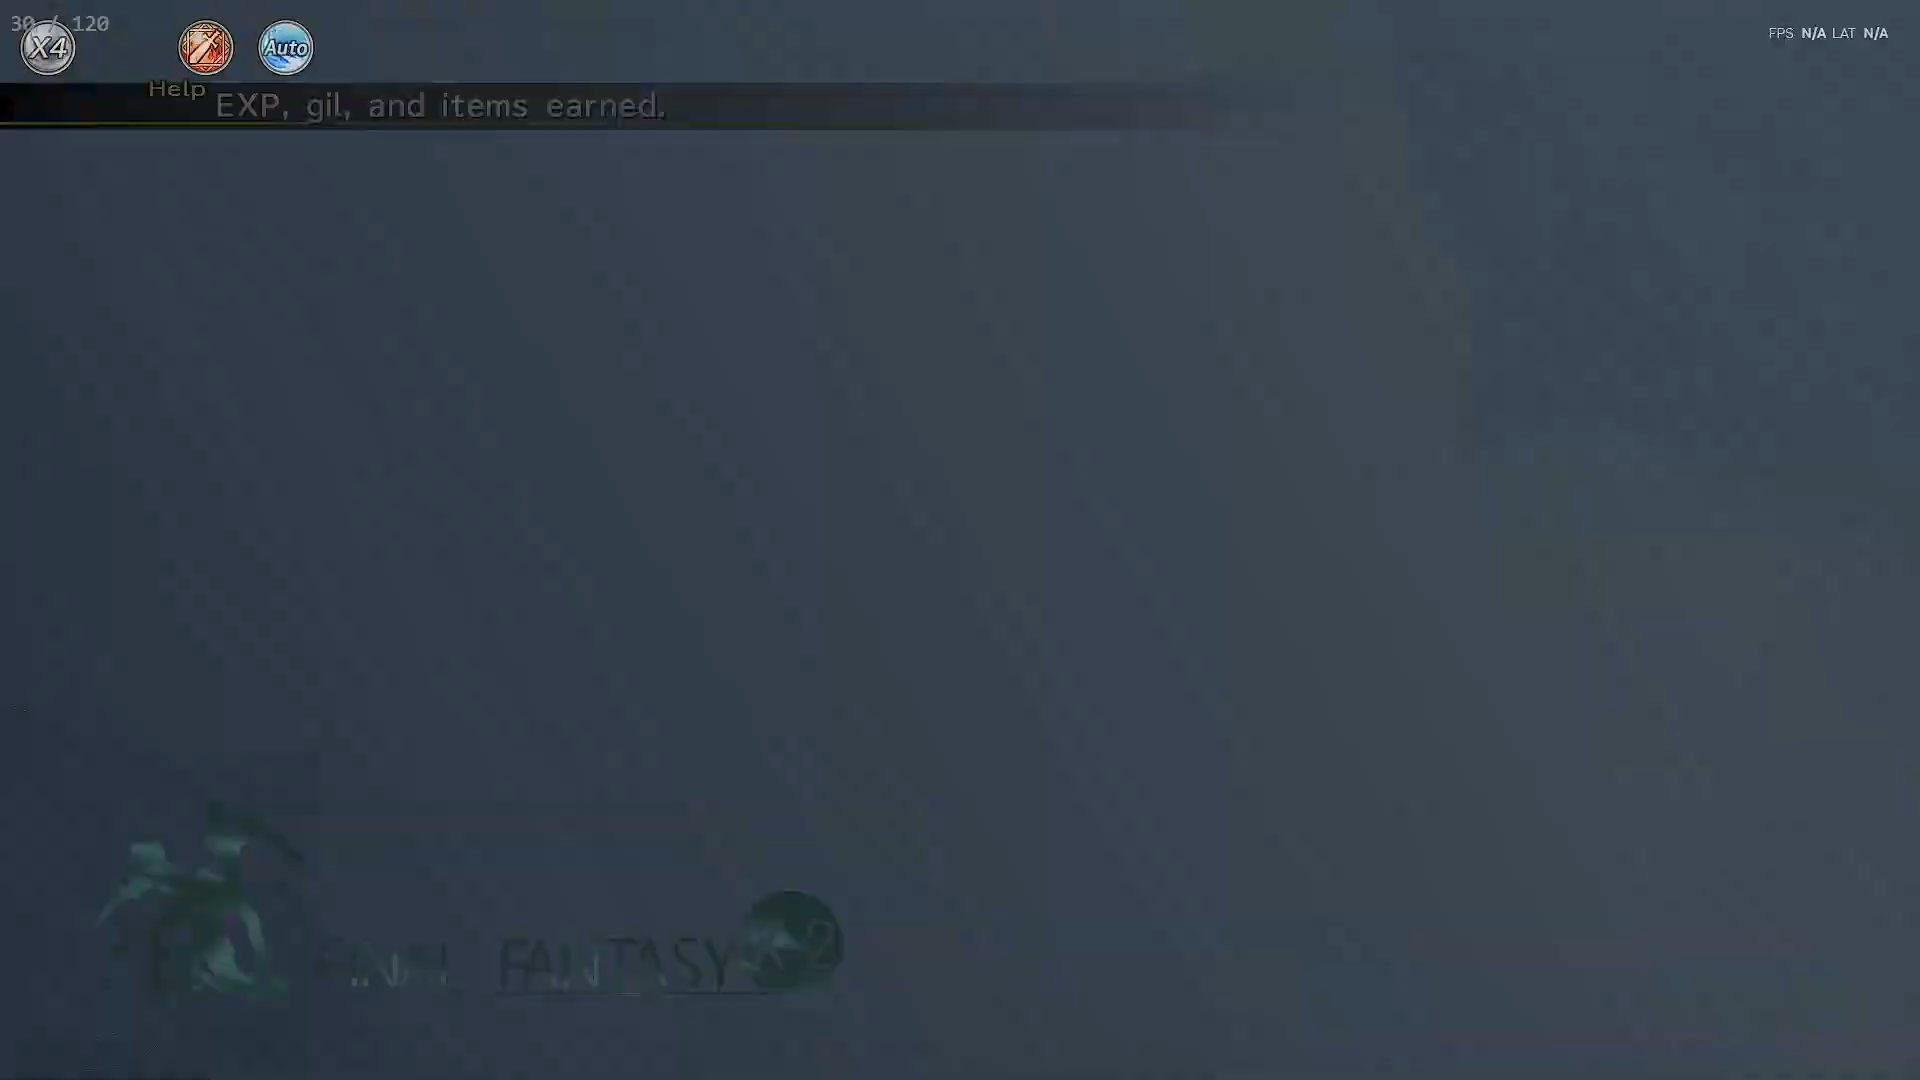 30 / 120
X4
Auto
FPS N/A LAT N/A
Help
EXP, gil, and items earned.
FINAL FANTASY X-2